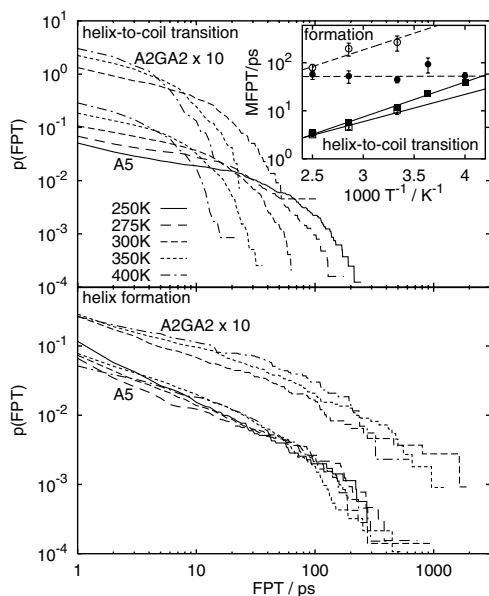 helix-to-coil transition
A2GA2 x 10
A5
250K
275K
300K
350K
400K
p(FPT)
10¹
10⁰
10⁻¹
10⁻²
10⁻³
10⁻⁴
formation
helix-to-coil transition
MFPT/ps
10³
10²
10¹
10⁰
2.5 3.0 3.5 4.0
1000 T⁻¹ / K⁻¹
helix formation
A2GA2 x 10
A5
p(FPT)
10⁻¹
10⁻²
10⁻³
10⁻⁴
1 10 100 1000
FPT / ps